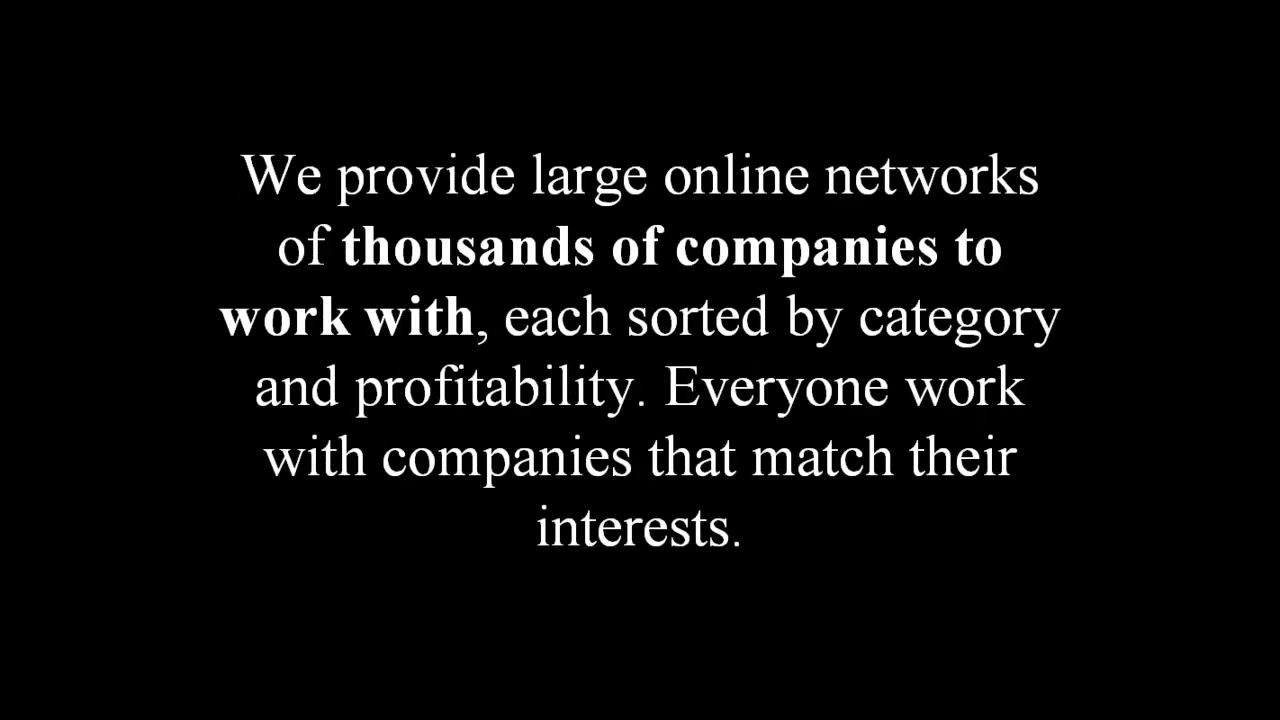 We provide large online networks
of thousands of companies to
work with, each sorted by category
and profitability. Everyone work
with companies that match their
interests.